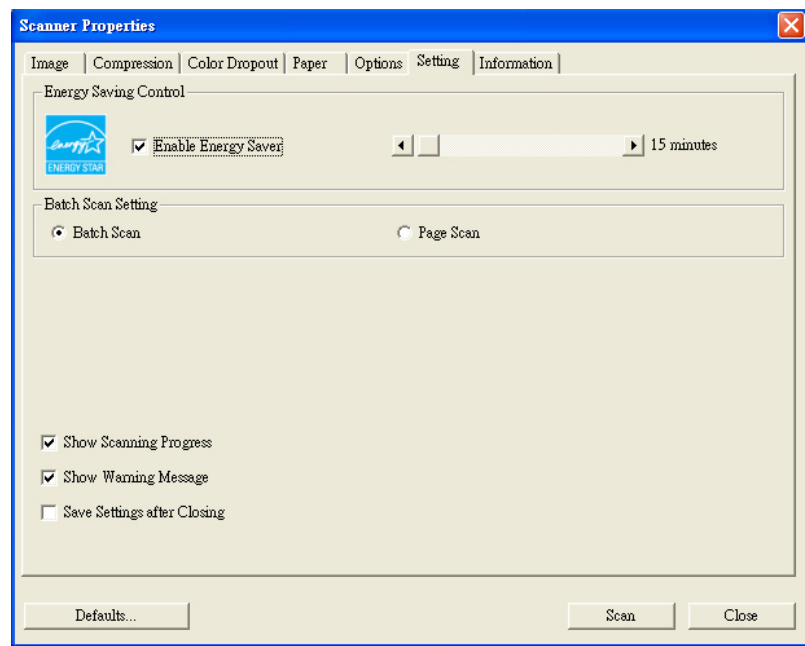 Scanner Properties
Image Compression Color Dropout Paper Options Setting Information
Energy Saving Control
energy
ENERGY STAR
Enable Energy Saver
15 minutes
Batch Scan Setting
Batch Scan
Page Scan
Show Scanning Progress
Show Warning Message
Save Settings after Closing
Defaults...
Scan
Close